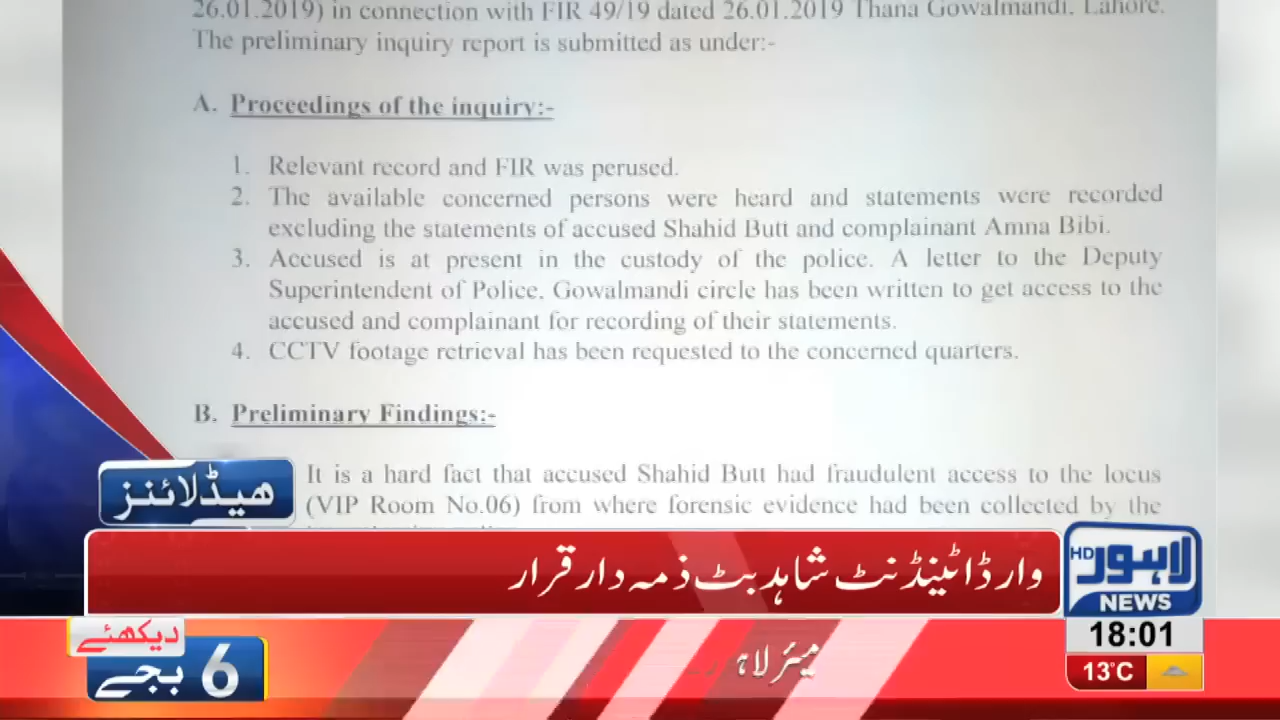 26.01.2019) in connection with FIR 49/19 dated 26.01.2019 Thana Gowalmandi. Lahore.
The preliminary inquiry report is submitted as under:-
A. Proceedings of the inquiry:-
1. Relevant record and FIR was perused.
2. The available concerned persons were heard and statements were recorded
excluding the statements of accused Shahid Butt and complainant Amna Bibi.
3. Accused is at present in the custody of the police. A letter to the Deputy
Superintendent of Police. Gowalmandi circle has been written to get access to the
accused and complainant for recording of their statements.
4. CCTV footage retrieval has been requested to the concerned quarters.
B. Preliminary Findings:-
It is a hard fact that accused Shahid Butt had fraudulent access to the locus
(VIP Room No.06) from where forensic evidence had been collected by the
ھیڈلائنز
وارڈ اٹینڈنٹ شاہد بٹ ذمہ دار قرار
لاہور HD
NEWS
18:01
13°C
دیکھئے
6 بجے
میئر لاہور